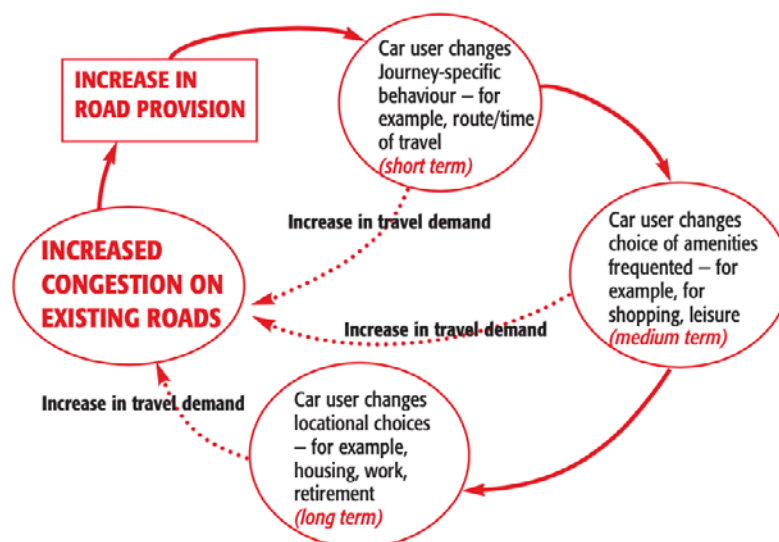 INCREASE IN
ROAD PROVISION
Car user changes
Journey-specific
behaviour – for
example, route/time
of travel
(short term)
Increase in travel demand
Car user changes
choice of amenities
frequented – for
example, for
shopping, leisure
(medium term)
INCREASED
CONGESTION ON
EXISTING ROADS
Increase in travel demand
Increase in travel demand
Car user changes
locational choices
– for example,
housing, work,
retirement
(long term)